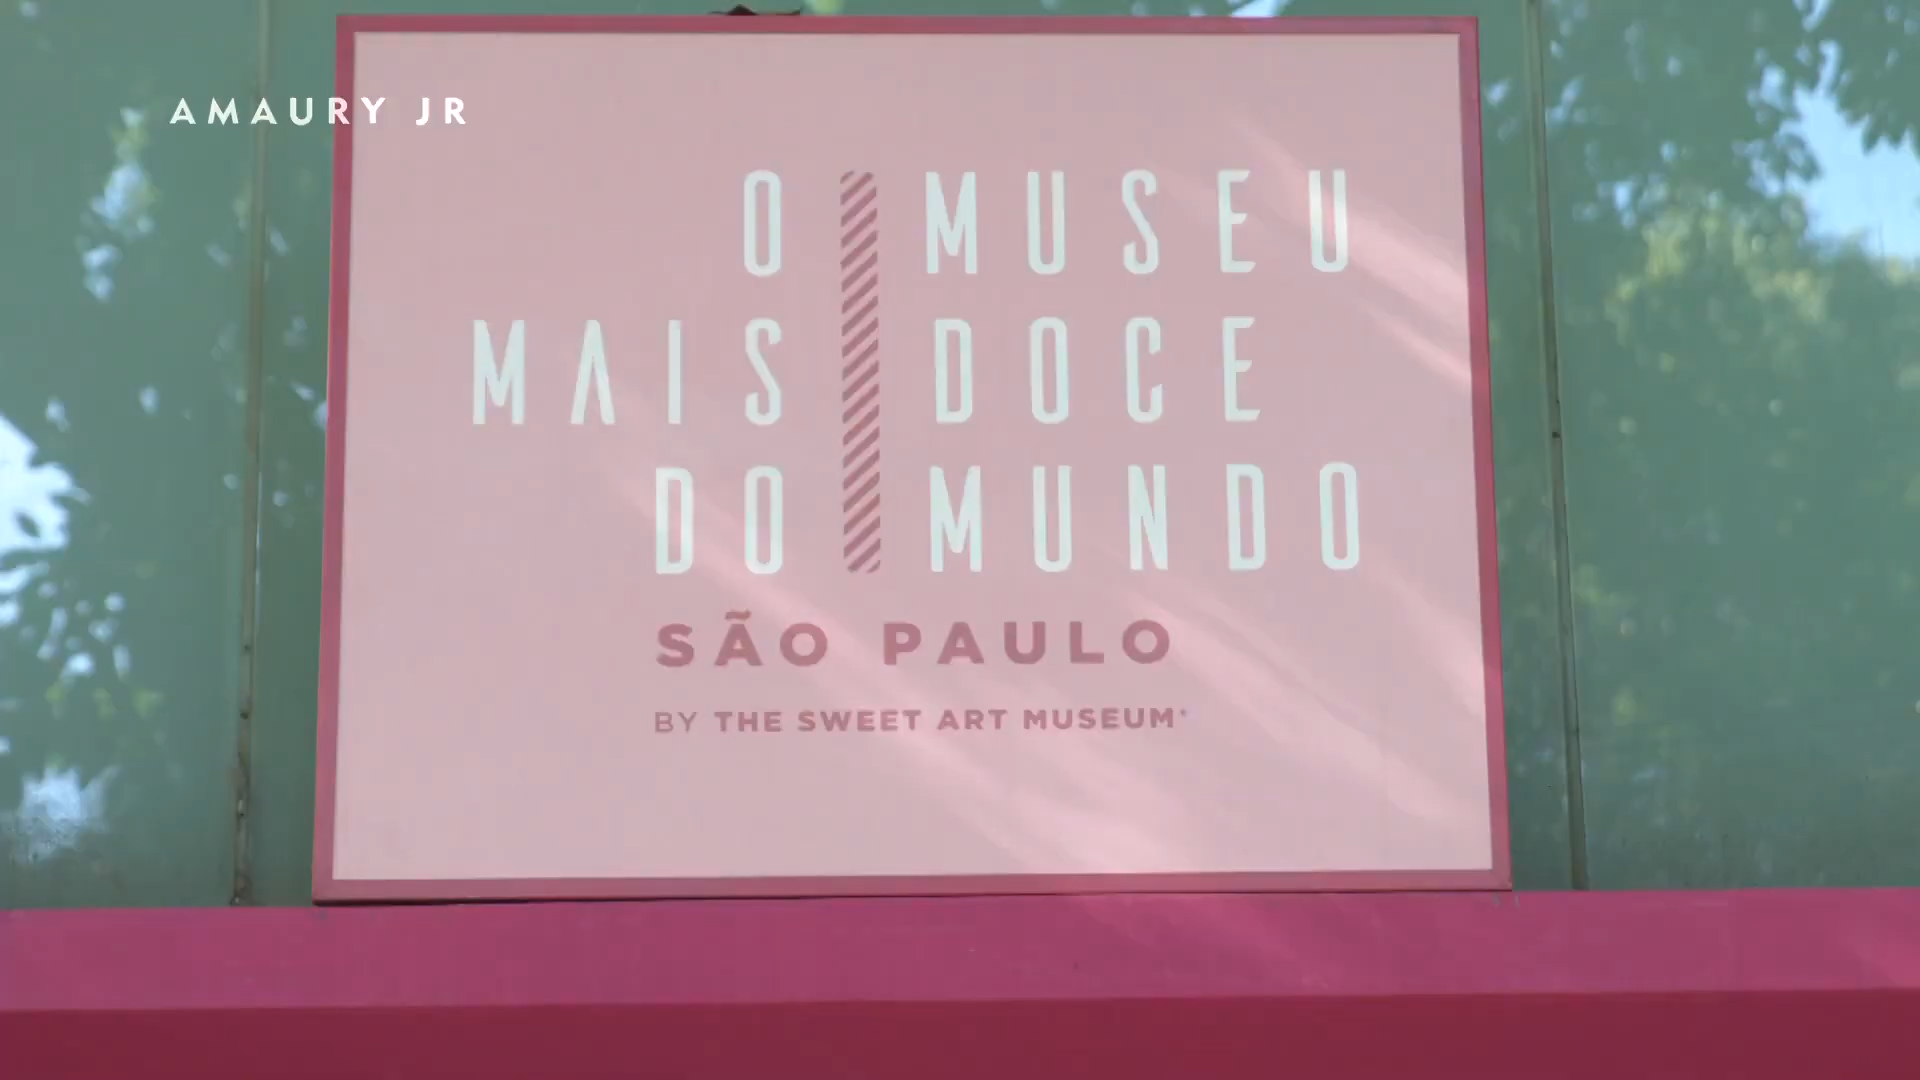 AMAURY JR
O MUSEU
MAIS DOCE
DO MUNDO
SÃO PAULO
BY THE SWEET ART MUSEUM